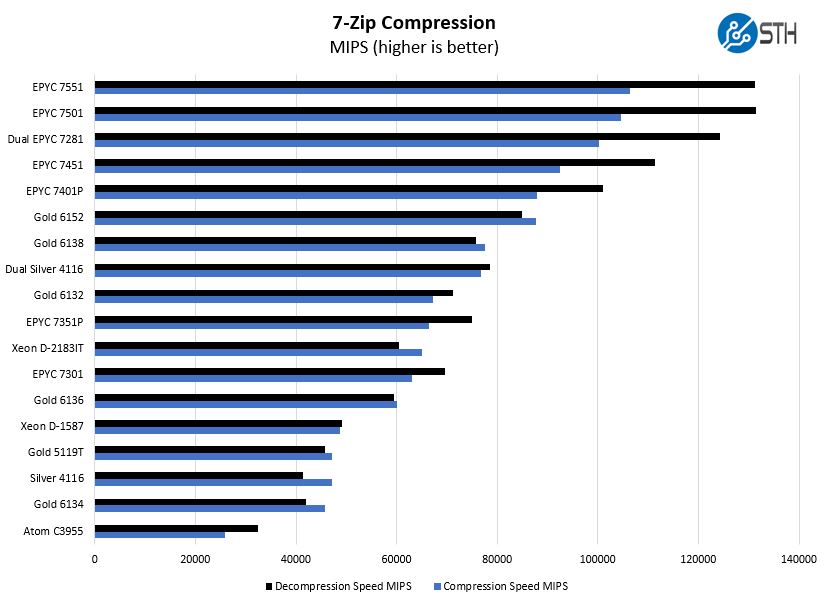 7-Zip Compression
MIPS (higher is better)
STH
EPYC 7551
EPYC 7501
Dual EPYC 7281
EPYC 7451
EPYC 7401P
Gold 6152
Gold 6138
Dual Silver 4116
Gold 6132
EPYC 7351P
Xeon D-2183IT
EPYC 7301
Gold 6136
Xeon D-1587
Gold 5119T
Silver 4116
Gold 6134
Atom C3955
0 20000 40000 60000 80000 100000 120000 140000
Decompression Speed MIPS Compression Speed MIPS